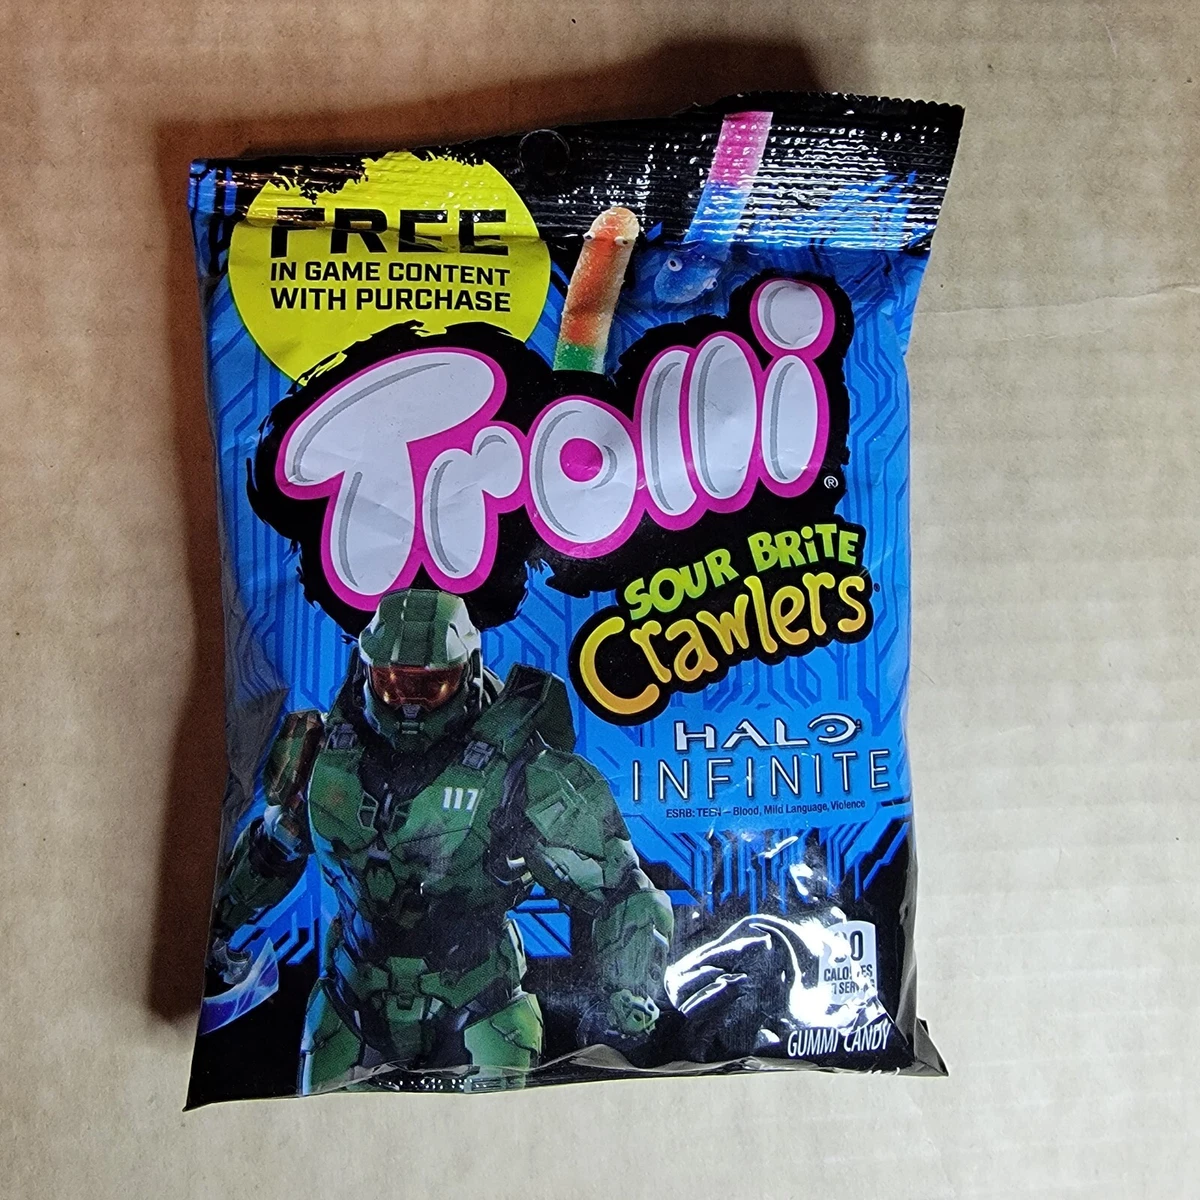 FREE
IN GAME CONTENT
WITH PURCHASE
Trolli®
SOUR BRiTE
Crawlers®
HALO
INFINITE
ESRB: TEEN – Blood, Mild Language, Violence
117
GUMMI CANDY